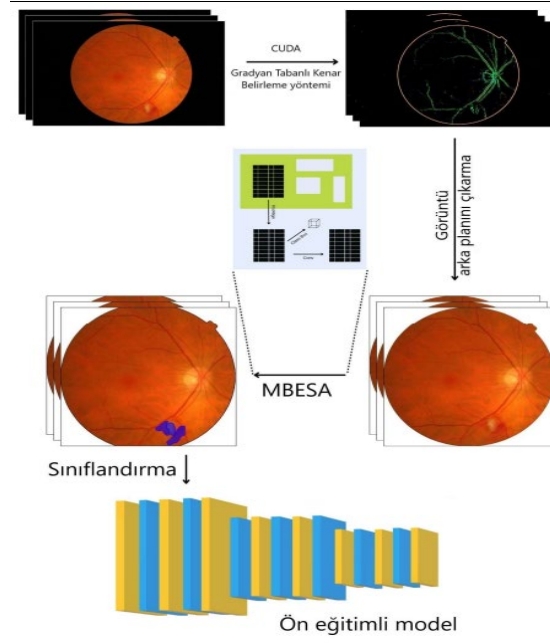 CUDA
Gradyan Tabanlı Kenar
Belirleme yöntemi
Görüntü
arka planını çıkarma
MBESA
Sınıflandırma
Ön eğitimli model